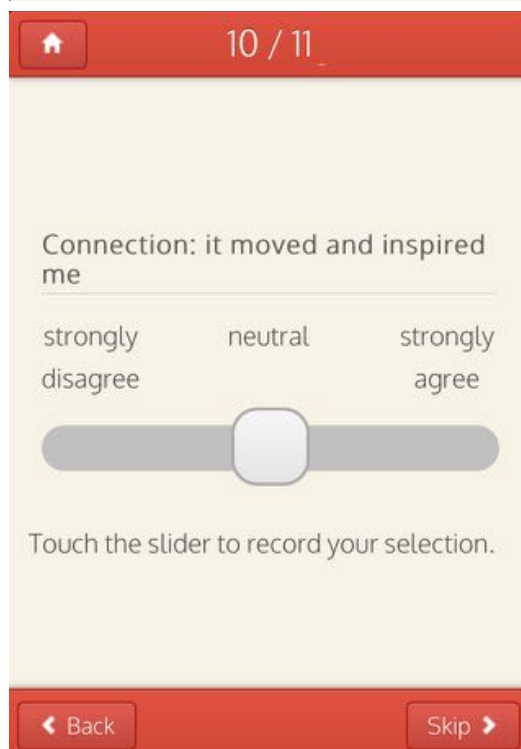 10 / 11
Connection: it moved and inspired
me
strongly disagree
neutral
strongly agree
Touch the slider to record your selection.
Back
Skip